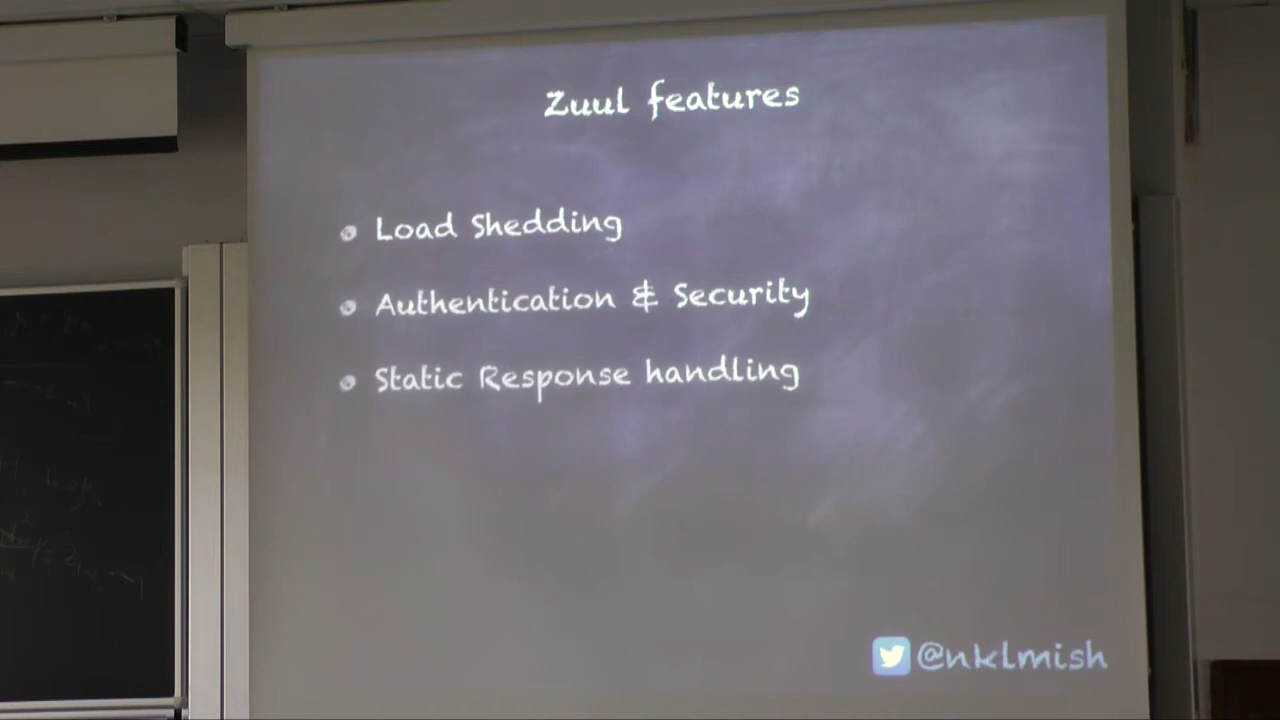 Zuul features
Load Shedding
Authentication & Security
Static Response handling
@nklmish